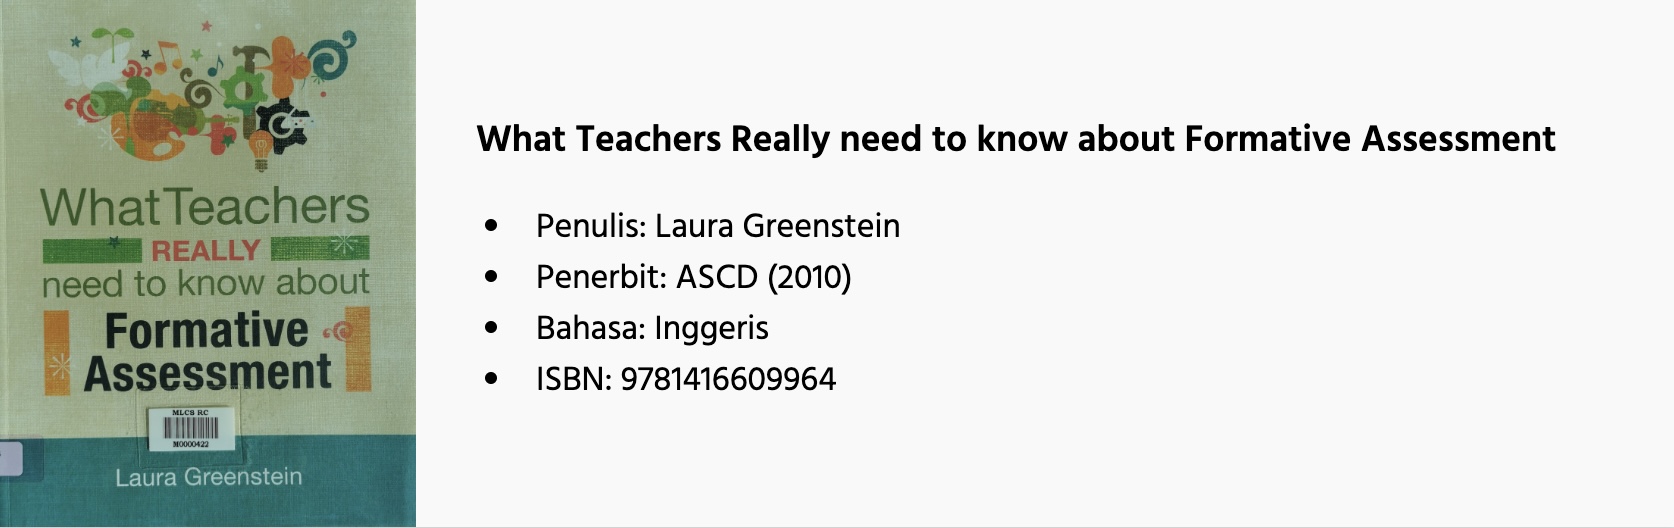 What Teachers
REALLY
need to know about
Formative
Assessment
MLCS RC
M0000422
Laura Greenstein
What Teachers Really need to know about Formative Assessment
• Penulis: Laura Greenstein
• Penerbit: ASCD (2010)
• Bahasa: Inggeris
• ISBN: 9781416609964